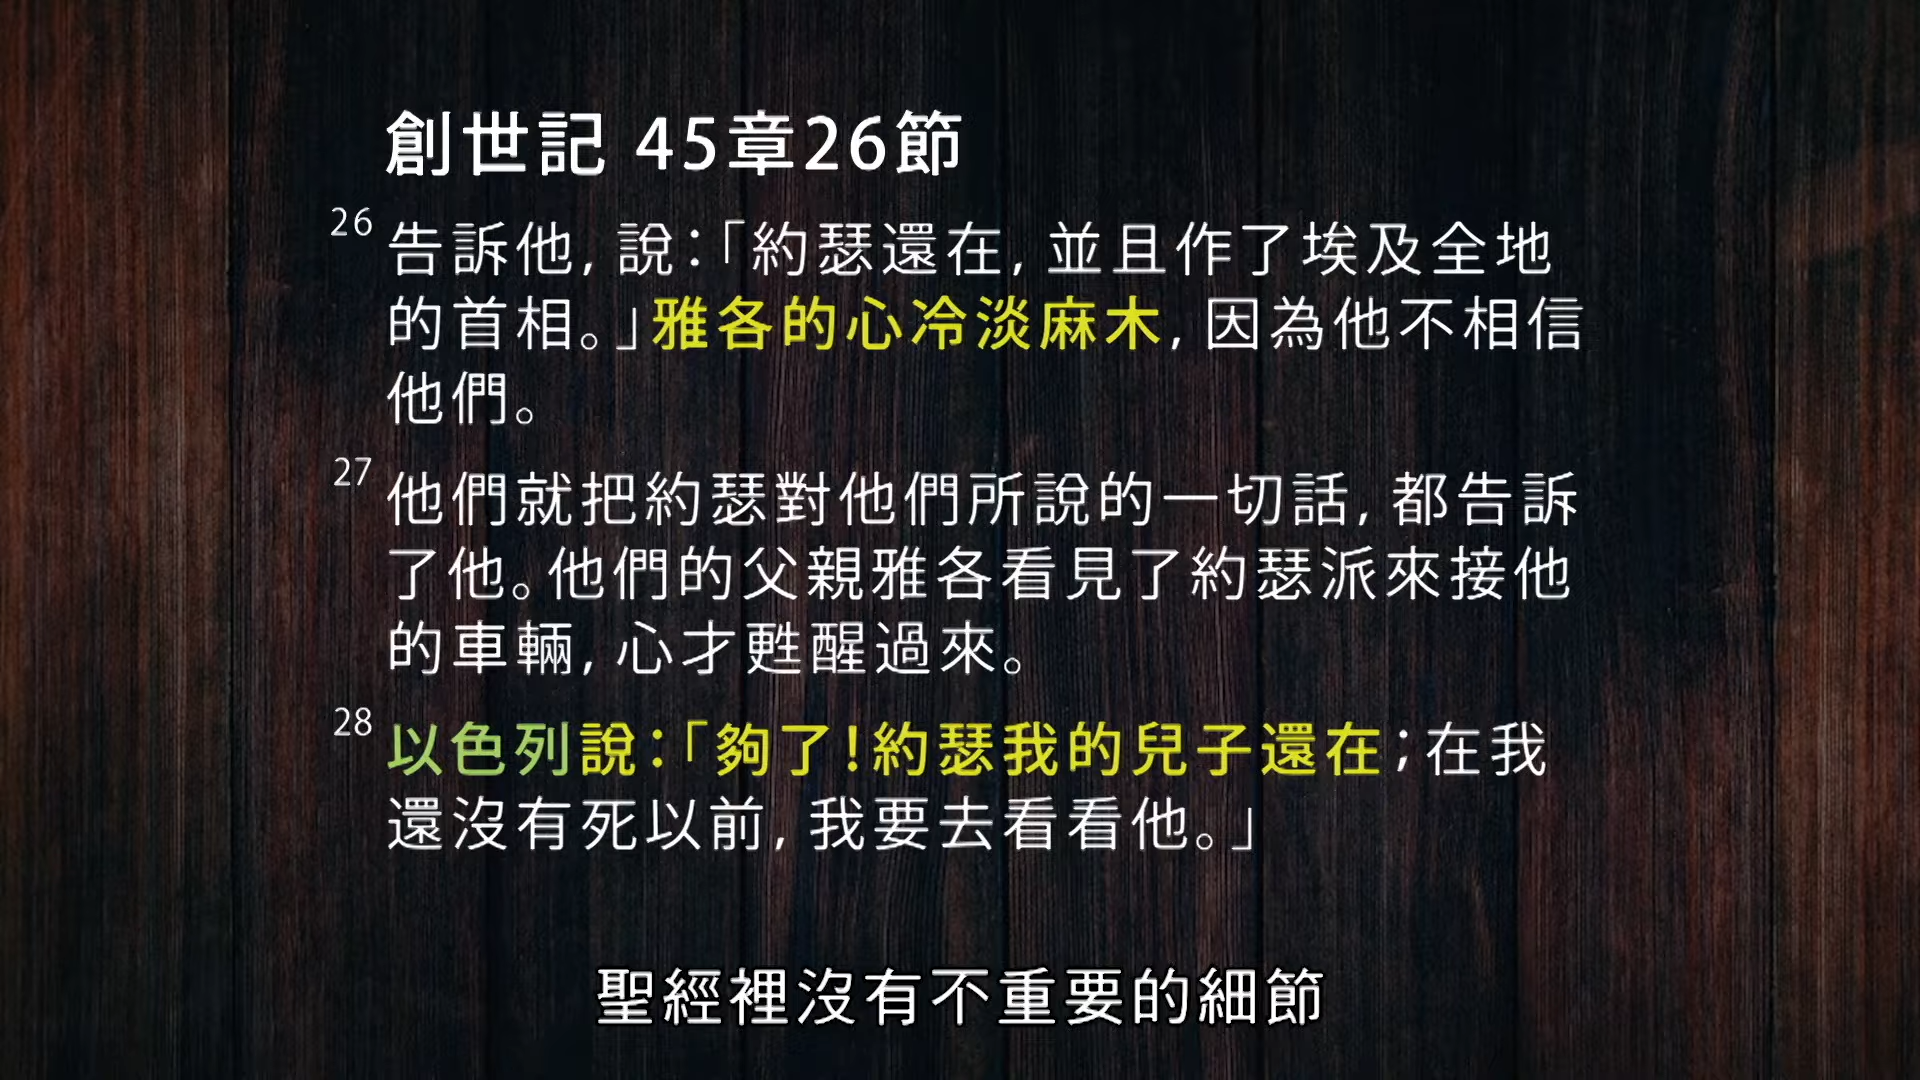 創世記 45章26節
26 告訴他，說：「約瑟還在，並且作了埃及全地
的首相。」雅各的心冷淡麻木，因為他不相信
他們。
27 他們就把約瑟對他們所說的一切話，都告訴
了他。他們的父親雅各看見了約瑟派來接他
的車輛，心才甦醒過來。
28 以色列說：「夠了！約瑟我的兒子還在；在我
還沒有死以前，我要去看看他。」
聖經裡沒有不重要的細節